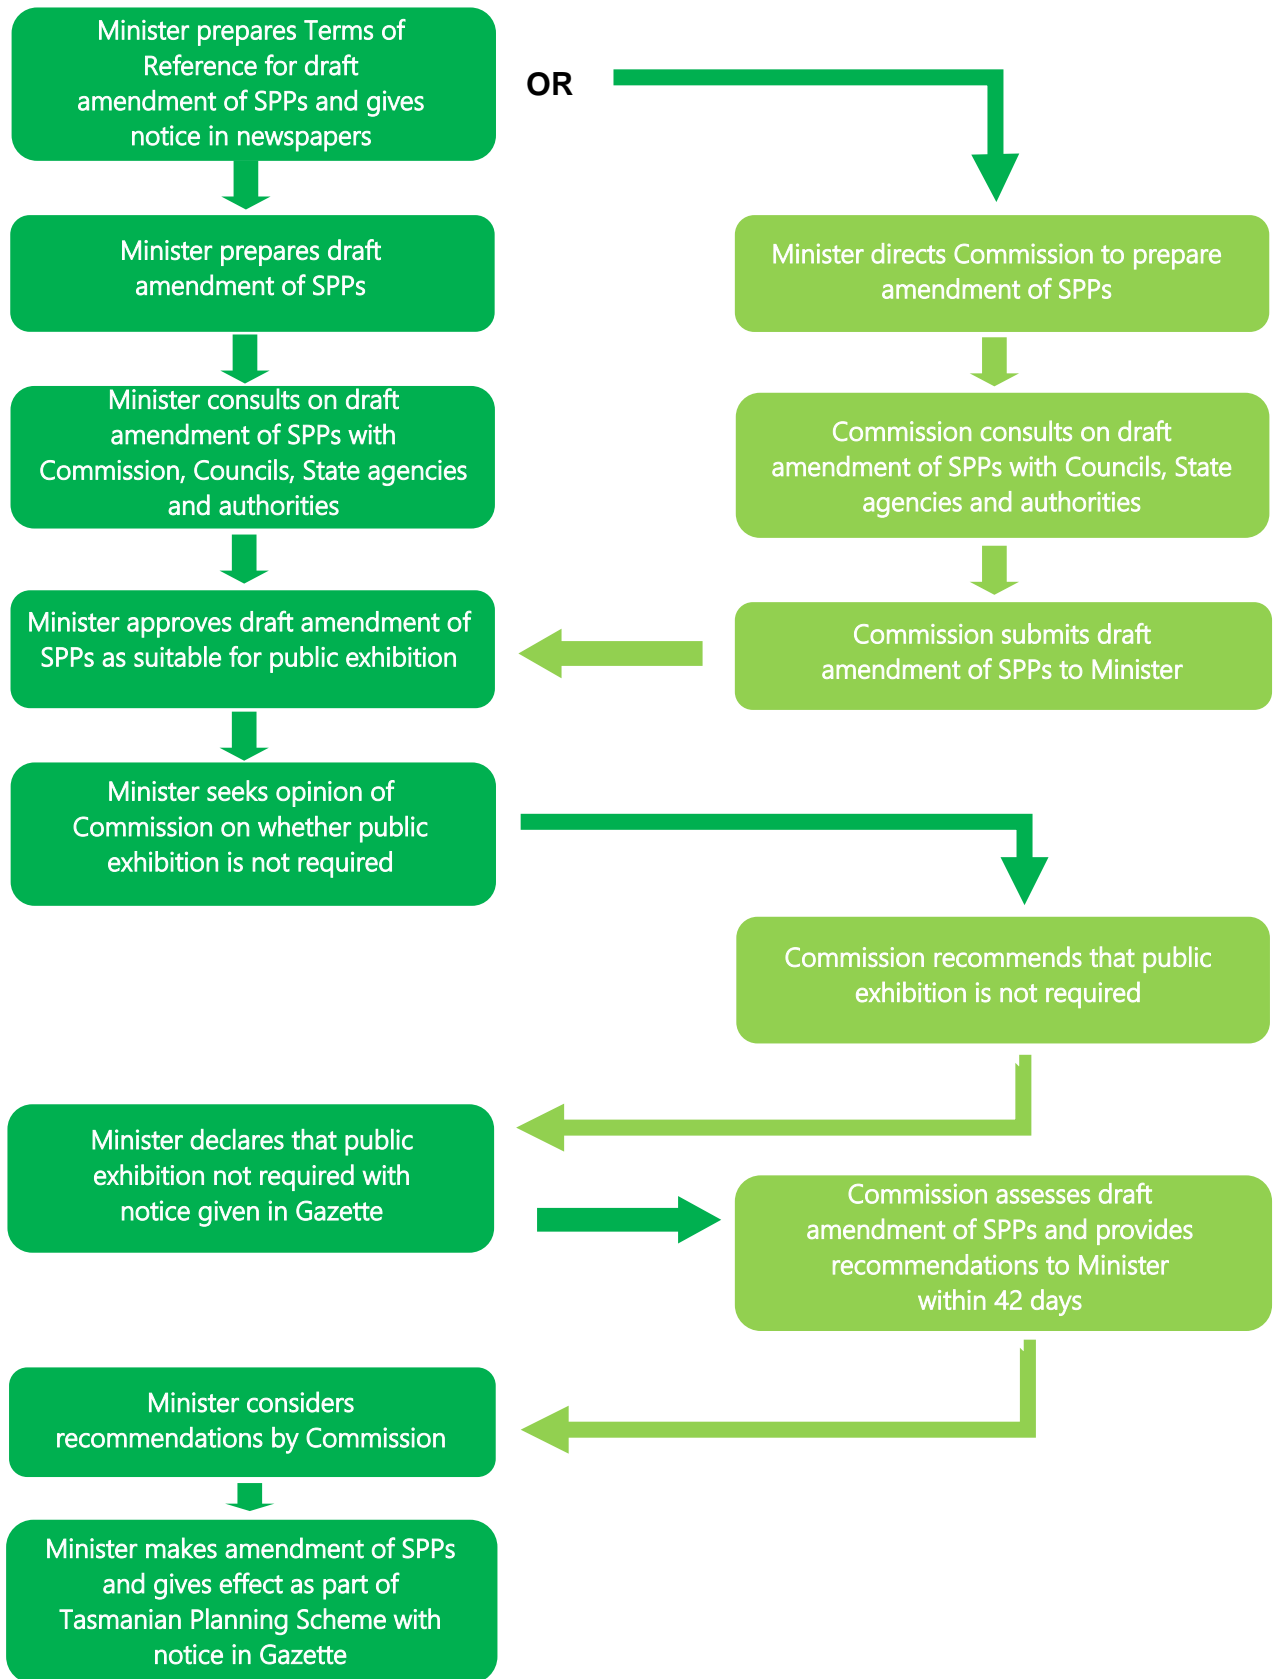 Minister prepares Terms of
Reference for draft
amendment of SPPs and gives
notice in newspapers
OR
Minister prepares draft
amendment of SPPs
Minister directs Commission to prepare
amendment of SPPs
Minister consults on draft
amendment of SPPs with
Commission, Councils, State agencies
and authorities
Commission consults on draft
amendment of SPPs with Councils, State
agencies and authorities
Minister approves draft amendment of
SPPs as suitable for public exhibition
Commission submits draft
amendment of SPPs to Minister
Minister seeks opinion of
Commission on whether public
exhibition is not required
Commission recommends that public
exhibition is not required
Minister declares that public
exhibition not required with
notice given in Gazette
Commission assesses draft
amendment of SPPs and provides
recommendations to Minister
within 42 days
Minister considers
recommendations by Commission
Minister makes amendment of SPPs
and gives effect as part of
Tasmanian Planning Scheme with
notice in Gazette